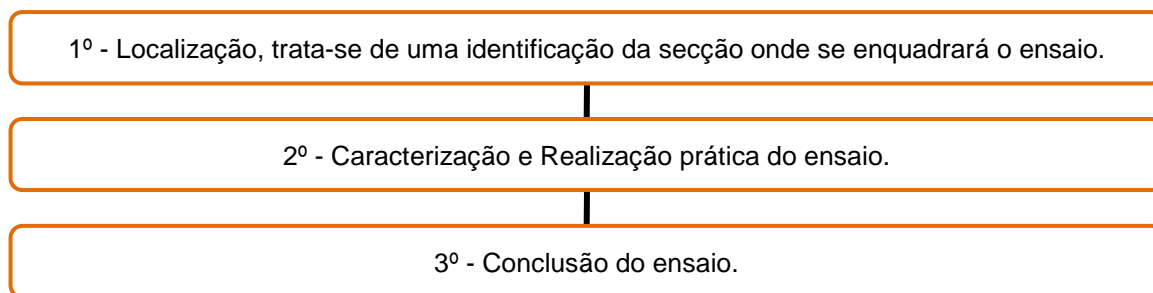 1º - Localização, trata-se de uma identificação da secção onde se enquadrará o ensaio.
2º - Caracterização e Realização prática do ensaio.
3º - Conclusão do ensaio.